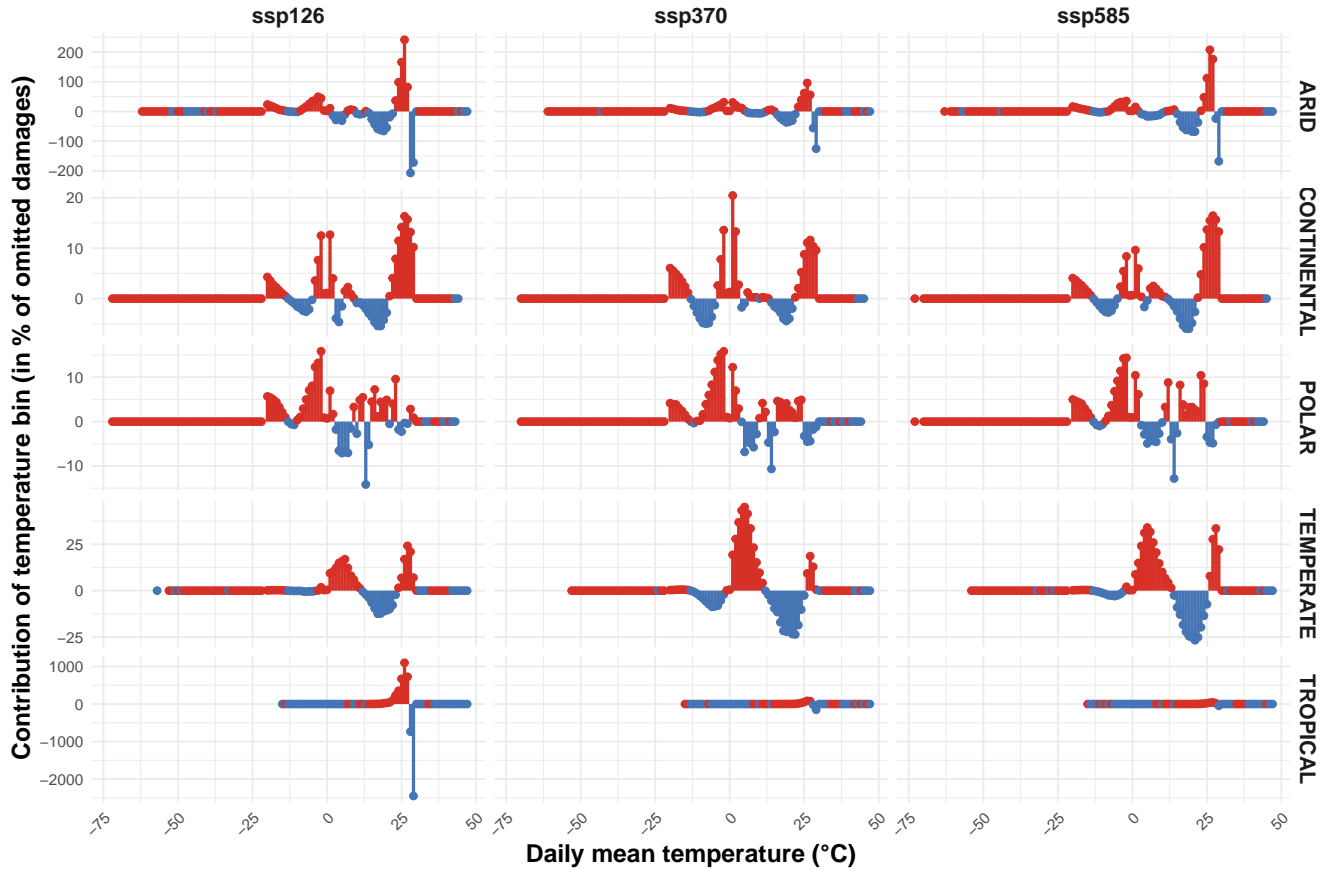 ssp126 ssp370 ssp585
Contribution of temperature bin (in % of omitted damages)
200
100
0
−100
−200
ARID
20
10
0
CONTINENTAL
10
0
−10
POLAR
25
0
−25
TEMPERATE
1000
0
−1000
−2000
TROPICAL
−75 −50 −25 0 25 50 −75 −50 −25 0 25 50 −75 −50 −25 0 25 50
Daily mean temperature (°C)